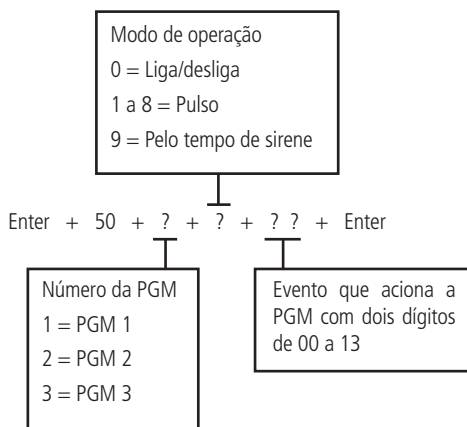 Modo de operação
0 = Liga/desliga
1 a 8 = Pulso
9 = Pelo tempo de sirene
Enter + 50 + ? + ? + ? ? + Enter
Número da PGM
1 = PGM 1
2 = PGM 2
3 = PGM 3
Evento que aciona a
PGM com dois dígitos
de 00 a 13